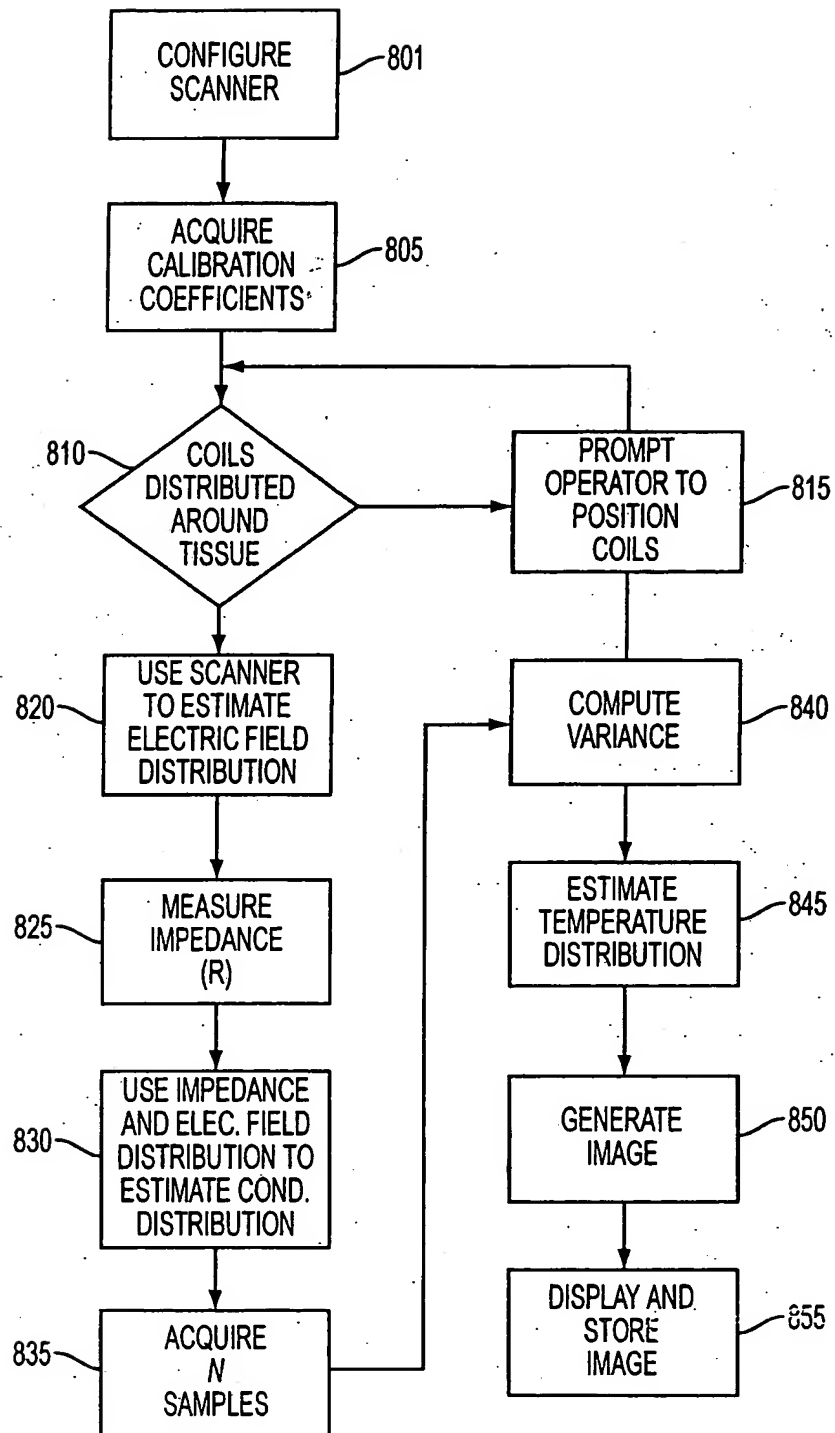 CONFIGURE
SCANNER
801
ACQUIRE
CALIBRATION
COEFFICIENTS
805
810
COILS
DISTRIBUTED
AROUND
TISSUE
PROMPT
OPERATOR TO
POSITION
COILS
815
820
USE SCANNER
TO ESTIMATE
ELECTRIC FIELD
DISTRIBUTION
COMPUTE
VARIANCE
840
825
MEASURE
IMPEDANCE
(R)
ESTIMATE
TEMPERATURE
DISTRIBUTION
845
830
USE IMPEDANCE
AND ELEC. FIELD
DISTRIBUTION TO
ESTIMATE COND.
DISTRIBUTION
GENERATE
IMAGE
850
835
ACQUIRE
N
SAMPLES
DISPLAY AND
STORE
IMAGE
855